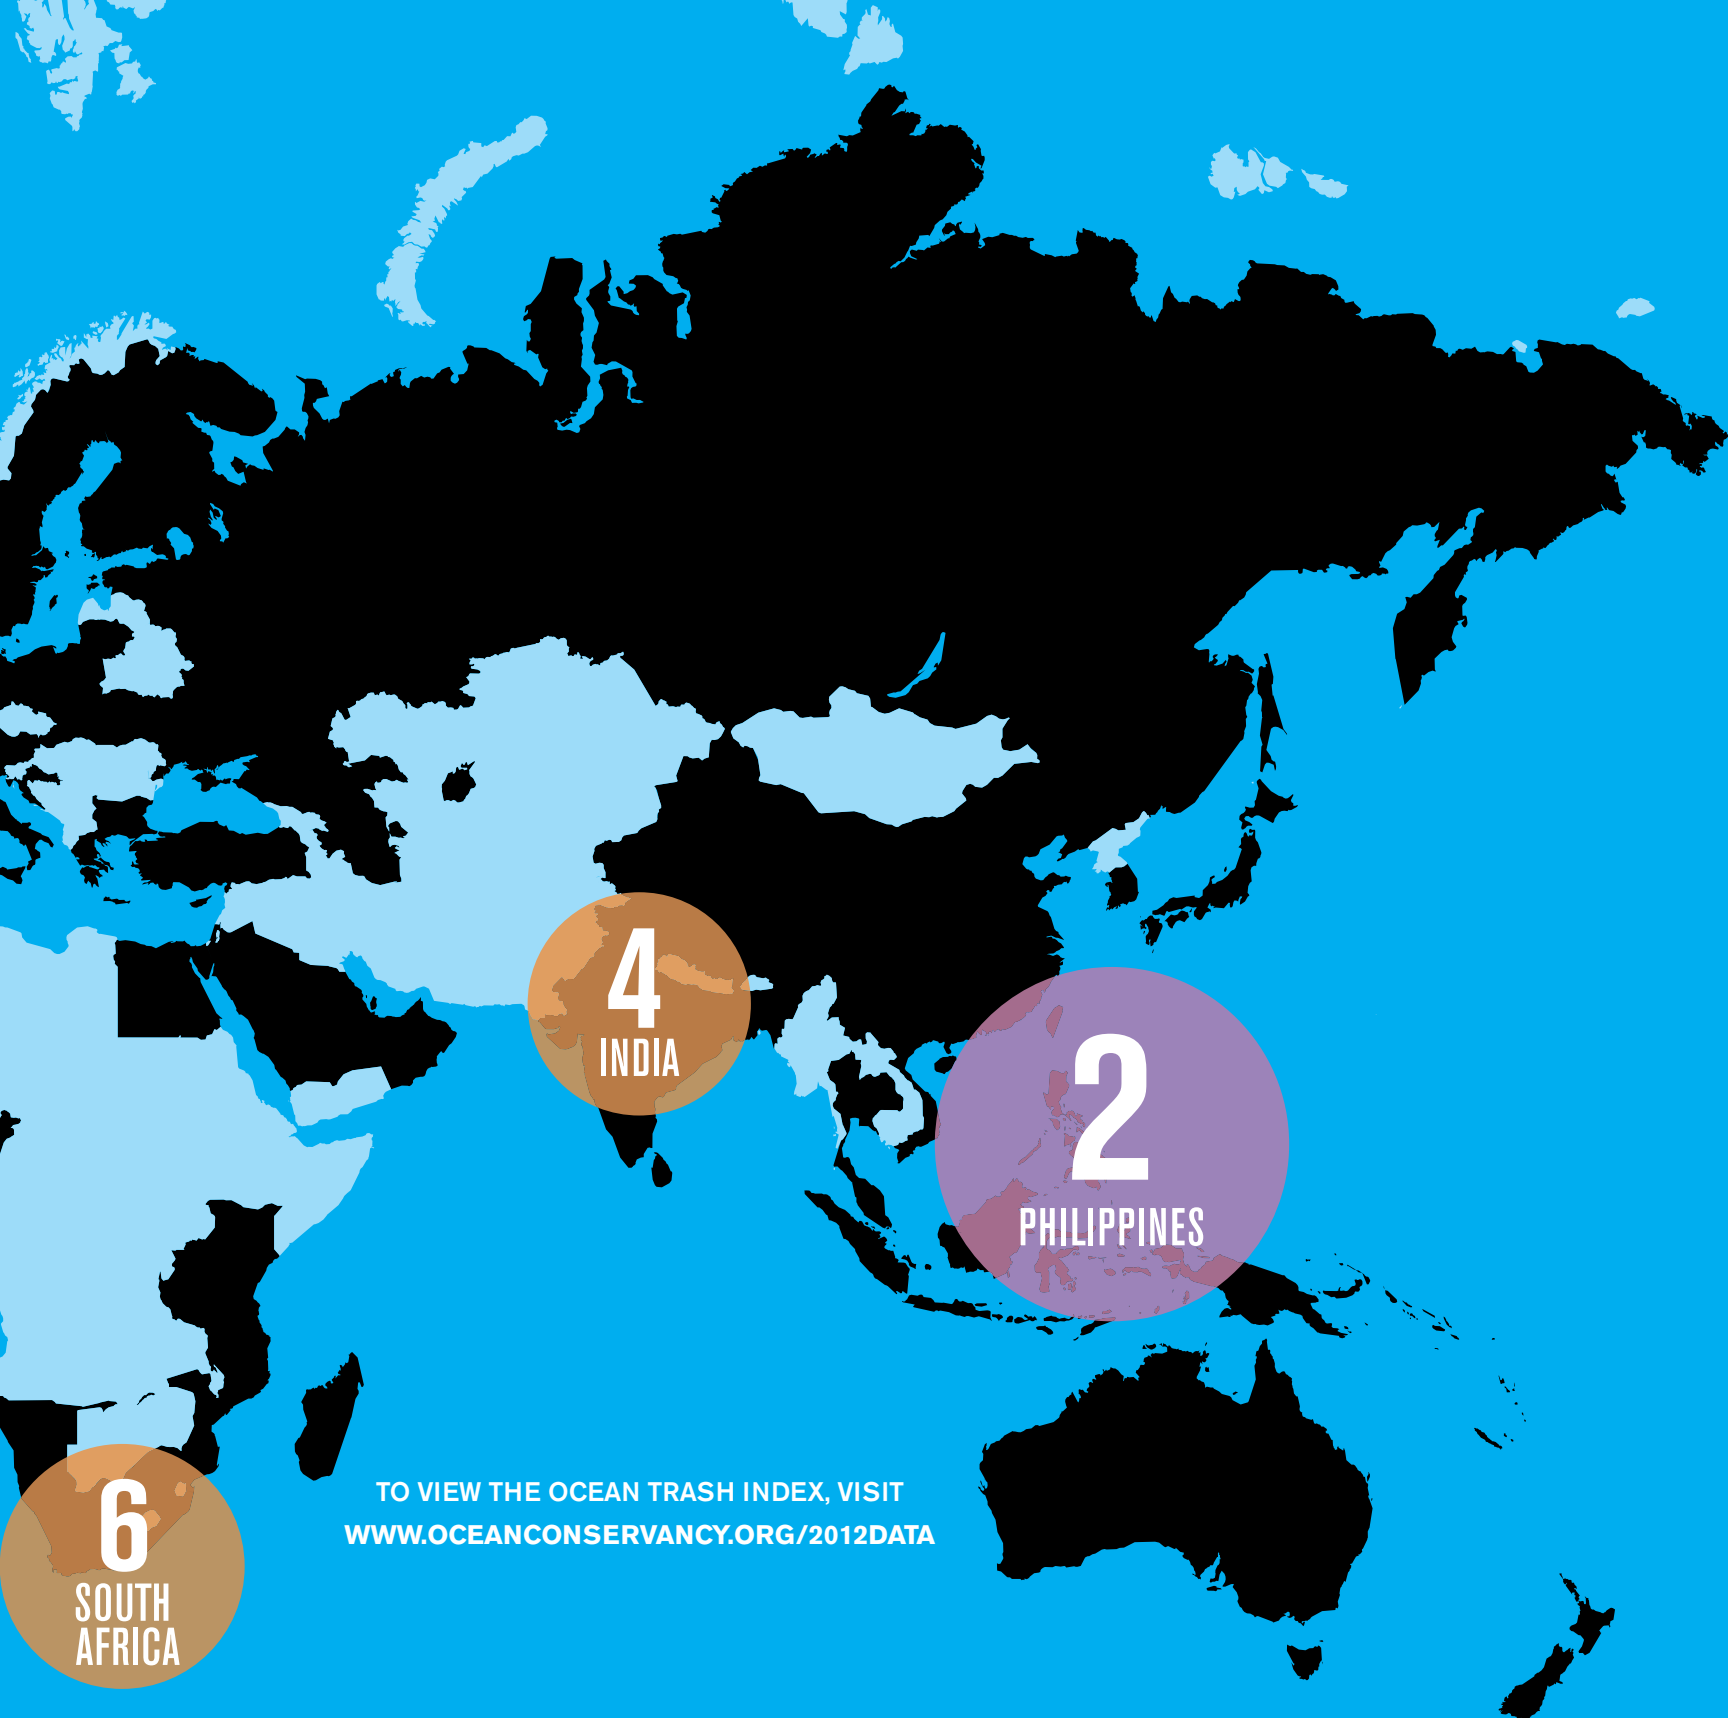 4
INDIA
2
PHILIPPINES
6
SOUTH
AFRICA
TO VIEW THE OCEAN TRASH INDEX, VISIT
WWW.OCEANCONSERVANCY.ORG/2012DATA